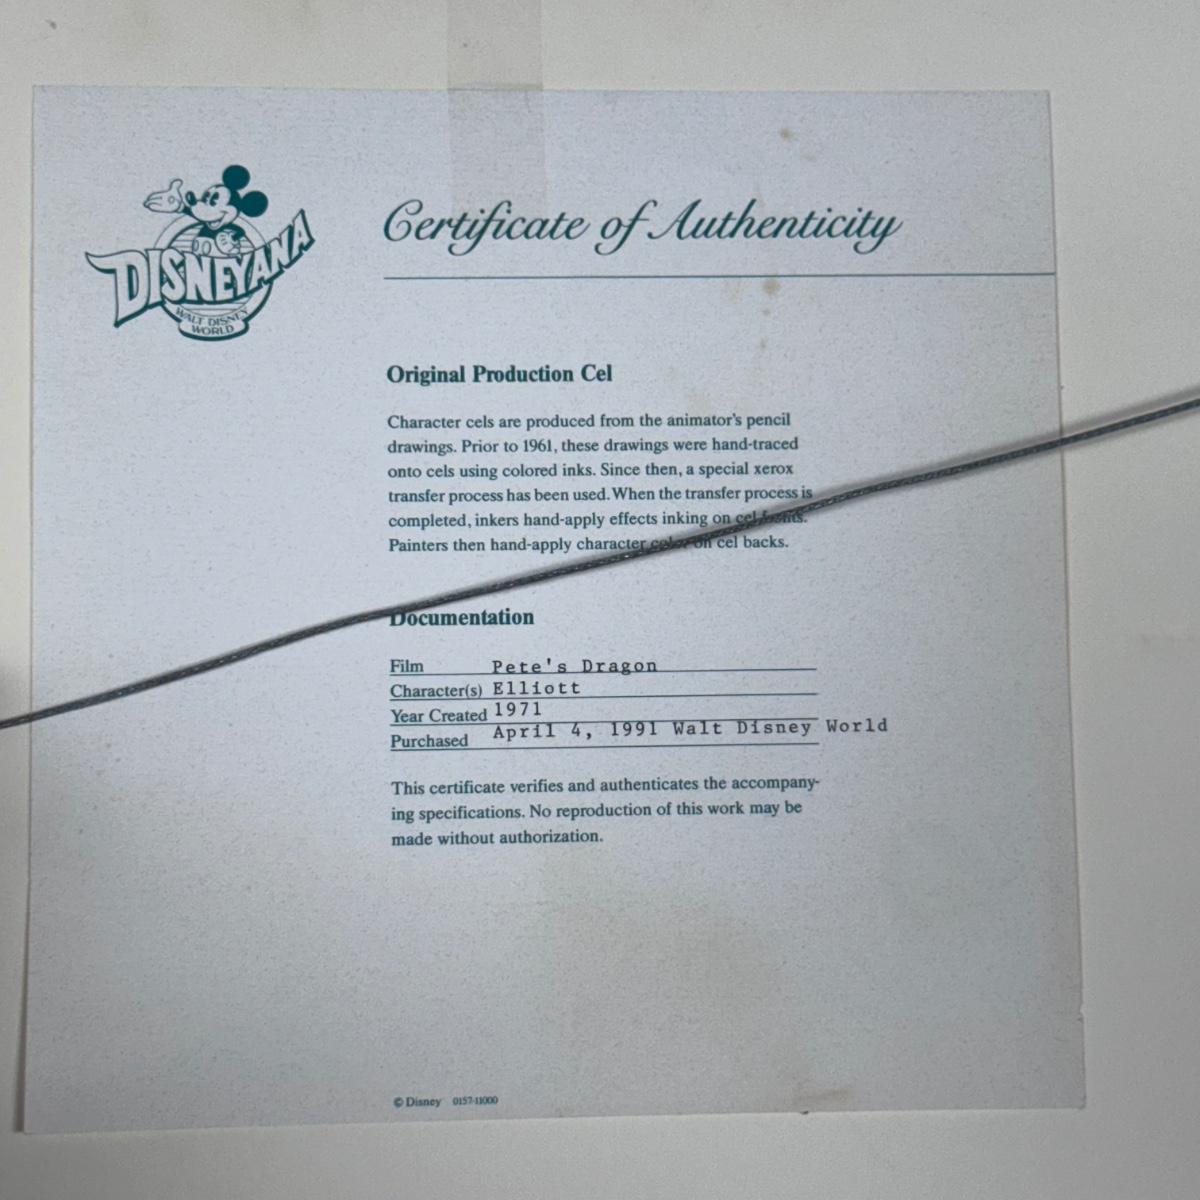 DISNEYANA
WALT DISNEY
WORLD
Certificate of Authenticity
Original Production Cel
Character cels are produced from the animator's pencil
drawings. Prior to 1961, these drawings were hand-traced
onto cels using colored inks. Since then, a special xerox
transfer process has been used. When the transfer process is
completed, inkers hand-apply effects inking on cel fronts.
Painters then hand-apply character color on cel backs.
Documentation
Film Pete's Dragon
Character(s) Elliott
Year Created 1971
Purchased April 4, 1991 Walt Disney World
This certificate verifies and authenticates the accompany-
ing specifications. No reproduction of this work may be
made without authorization.
© Disney 0157-11000